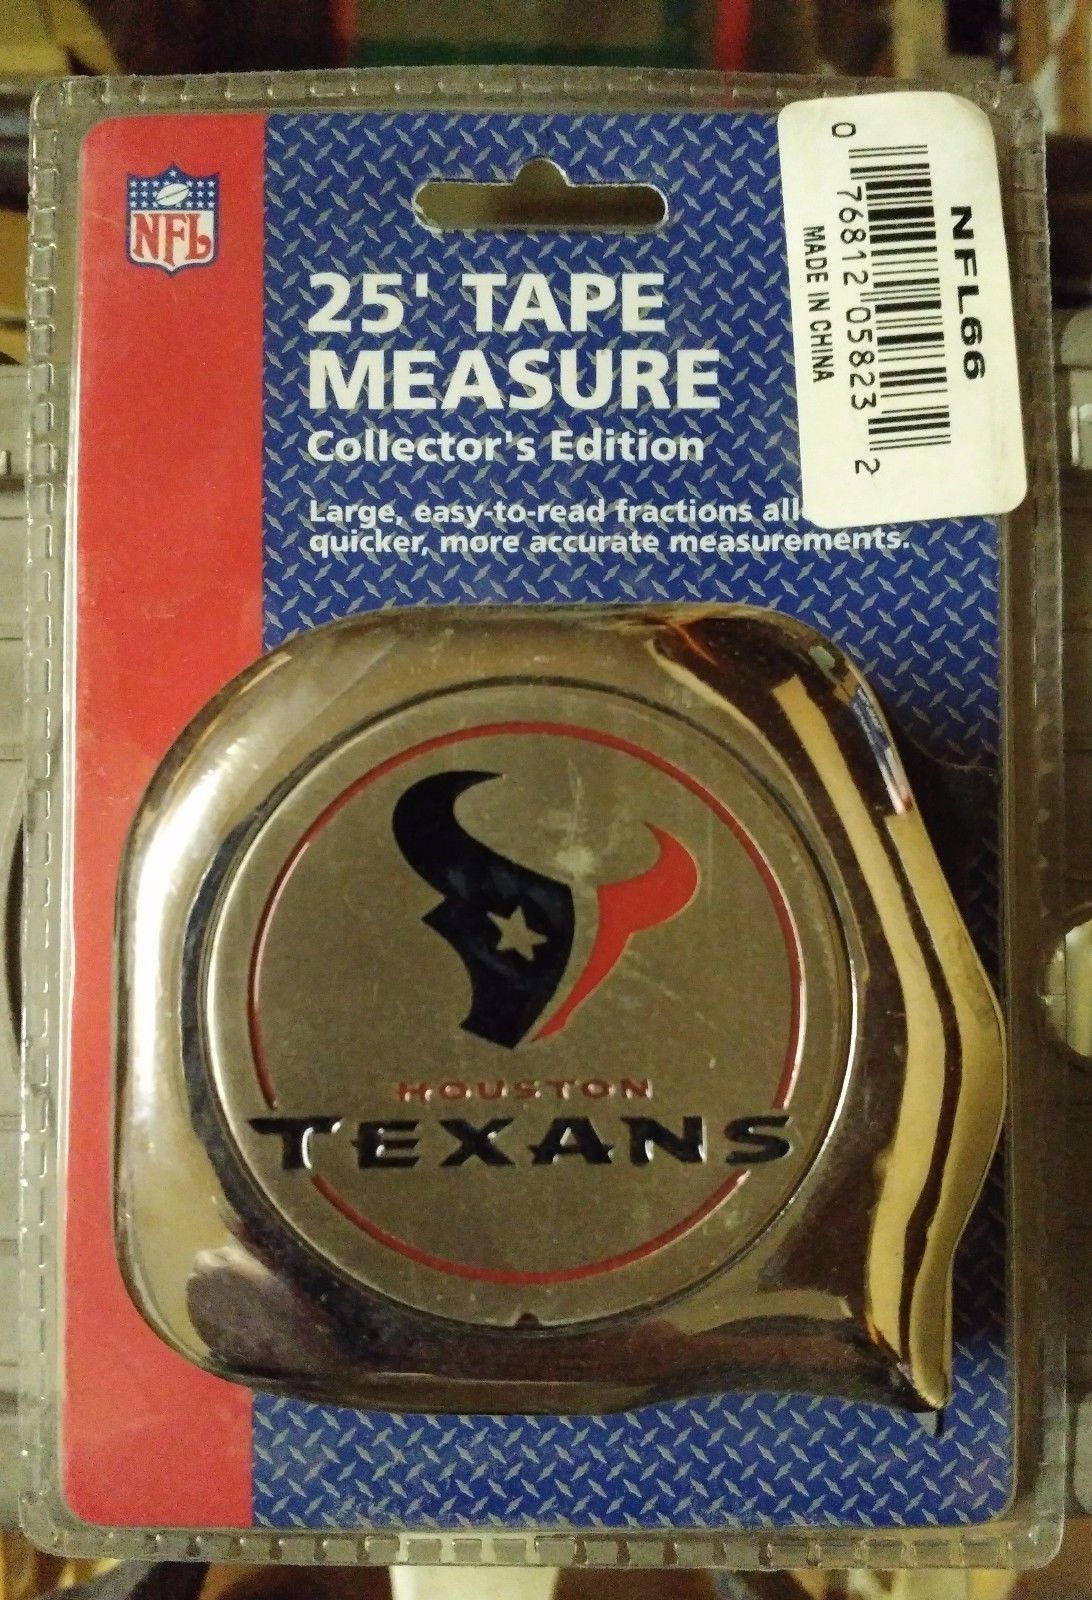 NFL
25' TAPE
MEASURE
Collector's Edition
Large, easy-to-read fractions
quicker, more accurate measurements.
NFL66
0 76812 05823 2
MADE IN CHINA
HOUSTON
TEXANS